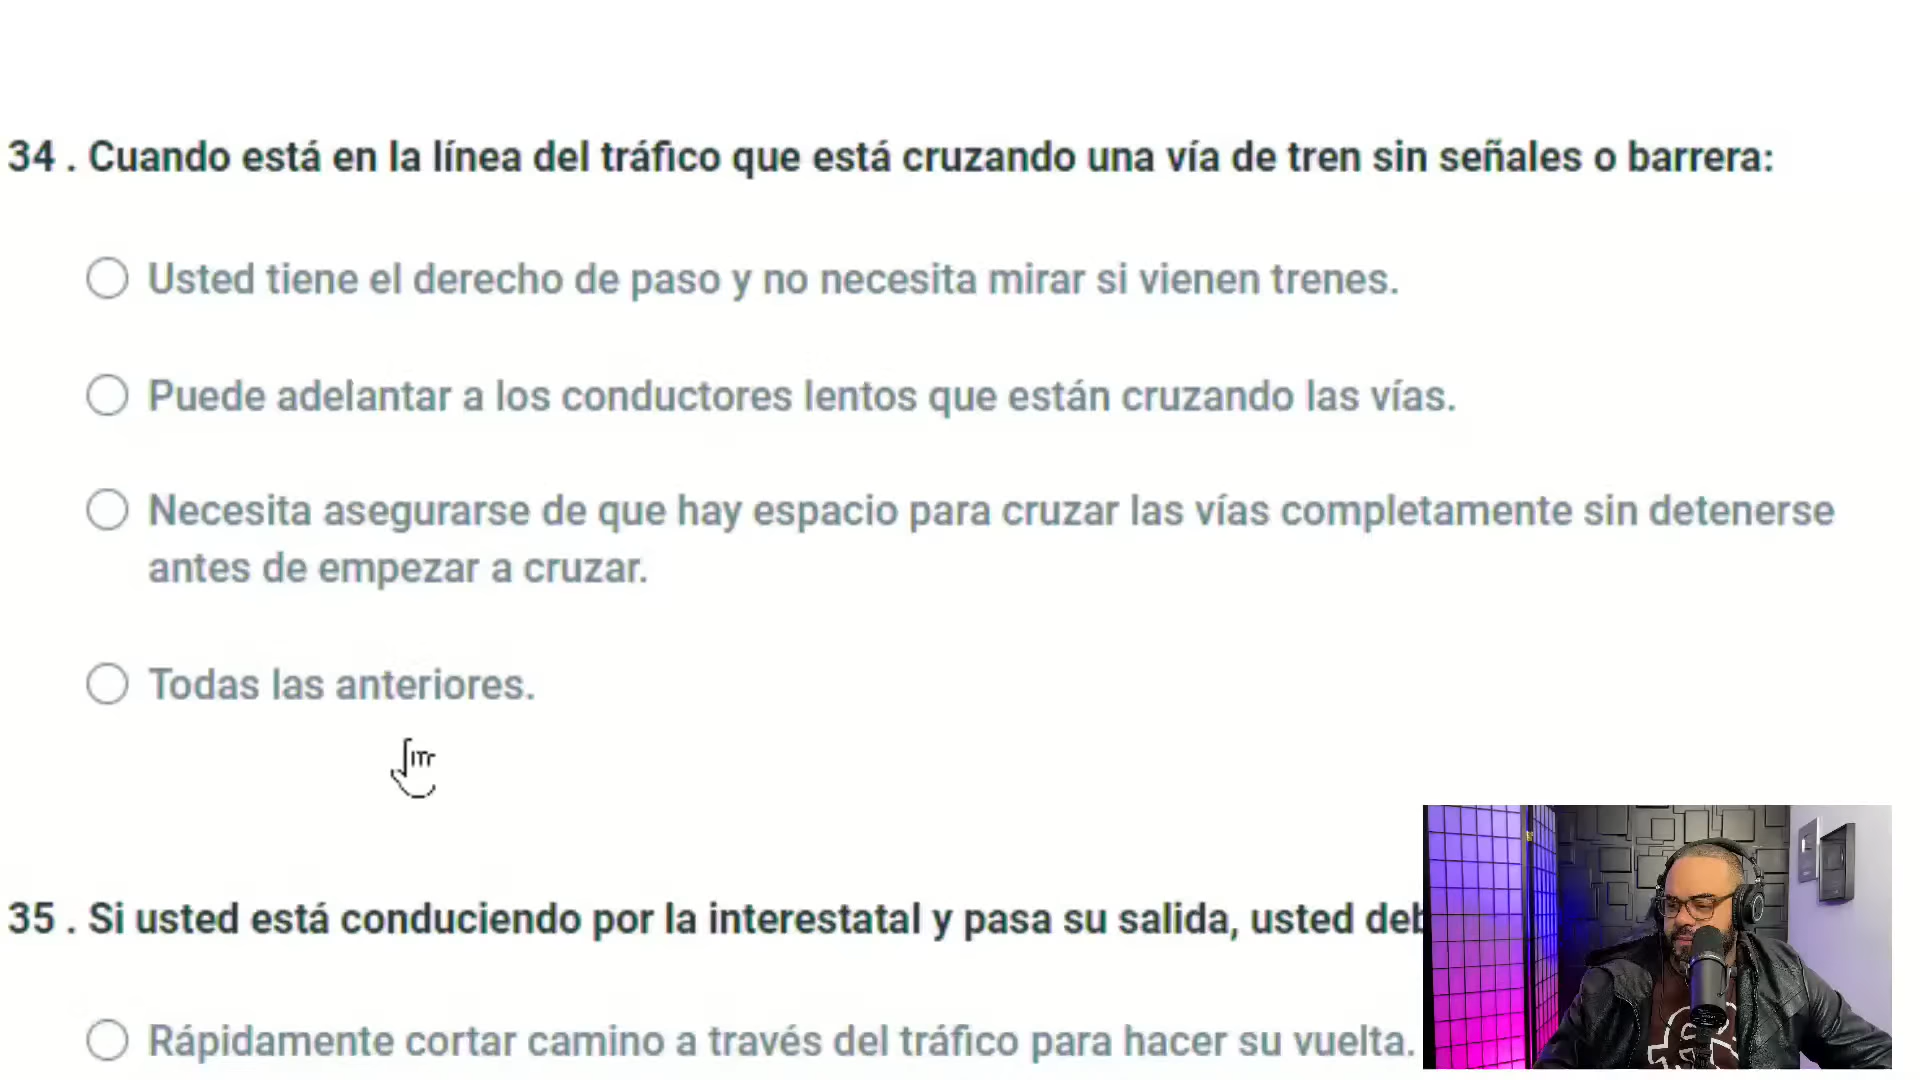 34 . Cuando está en la línea del tráfico que está cruzando una vía de tren sin señales o barrera:
Usted tiene el derecho de paso y no necesita mirar si vienen trenes.
Puede adelantar a los conductores lentos que están cruzando las vías.
Necesita asegurarse de que hay espacio para cruzar las vías completamente sin detenerse
antes de empezar a cruzar.
Todas las anteriores.
35 . Si usted está conduciendo por la interestatal y pasa su salida, usted
Rápidamente cortar camino a través del tráfico para hacer su vuelta.